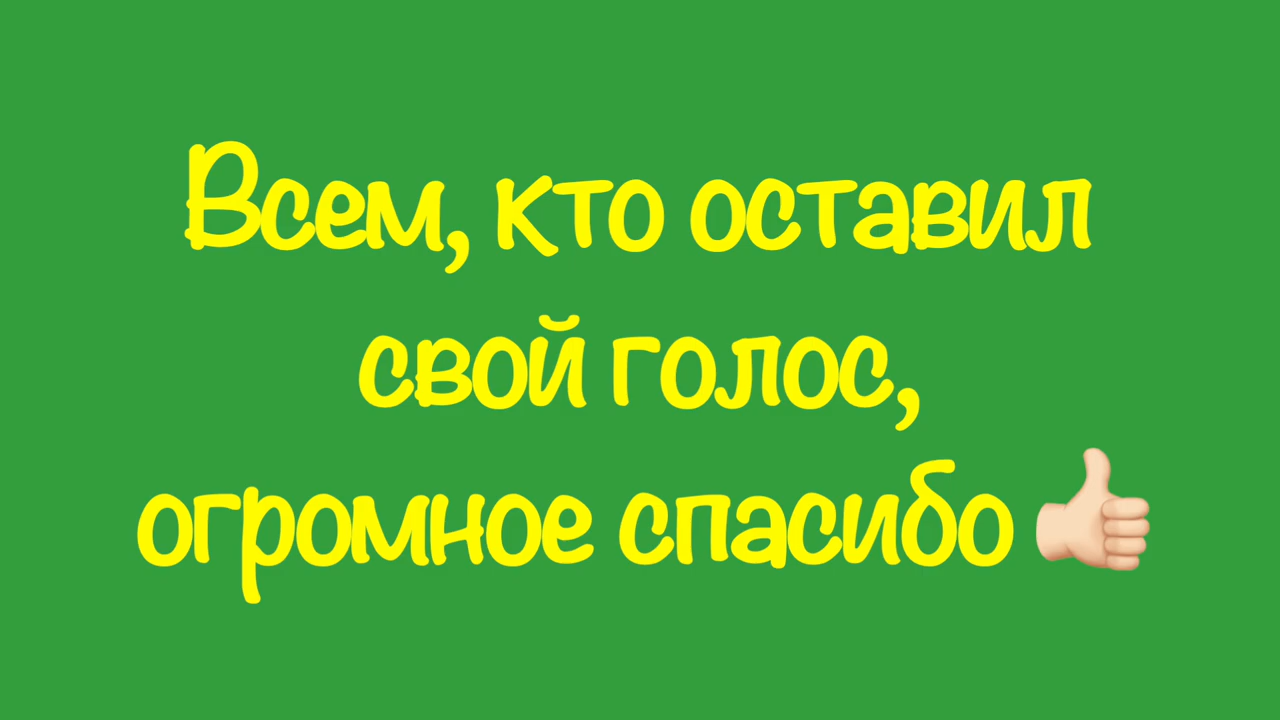 Всем, кто оставил
свой голос,
огромное спасибо 👍🏻